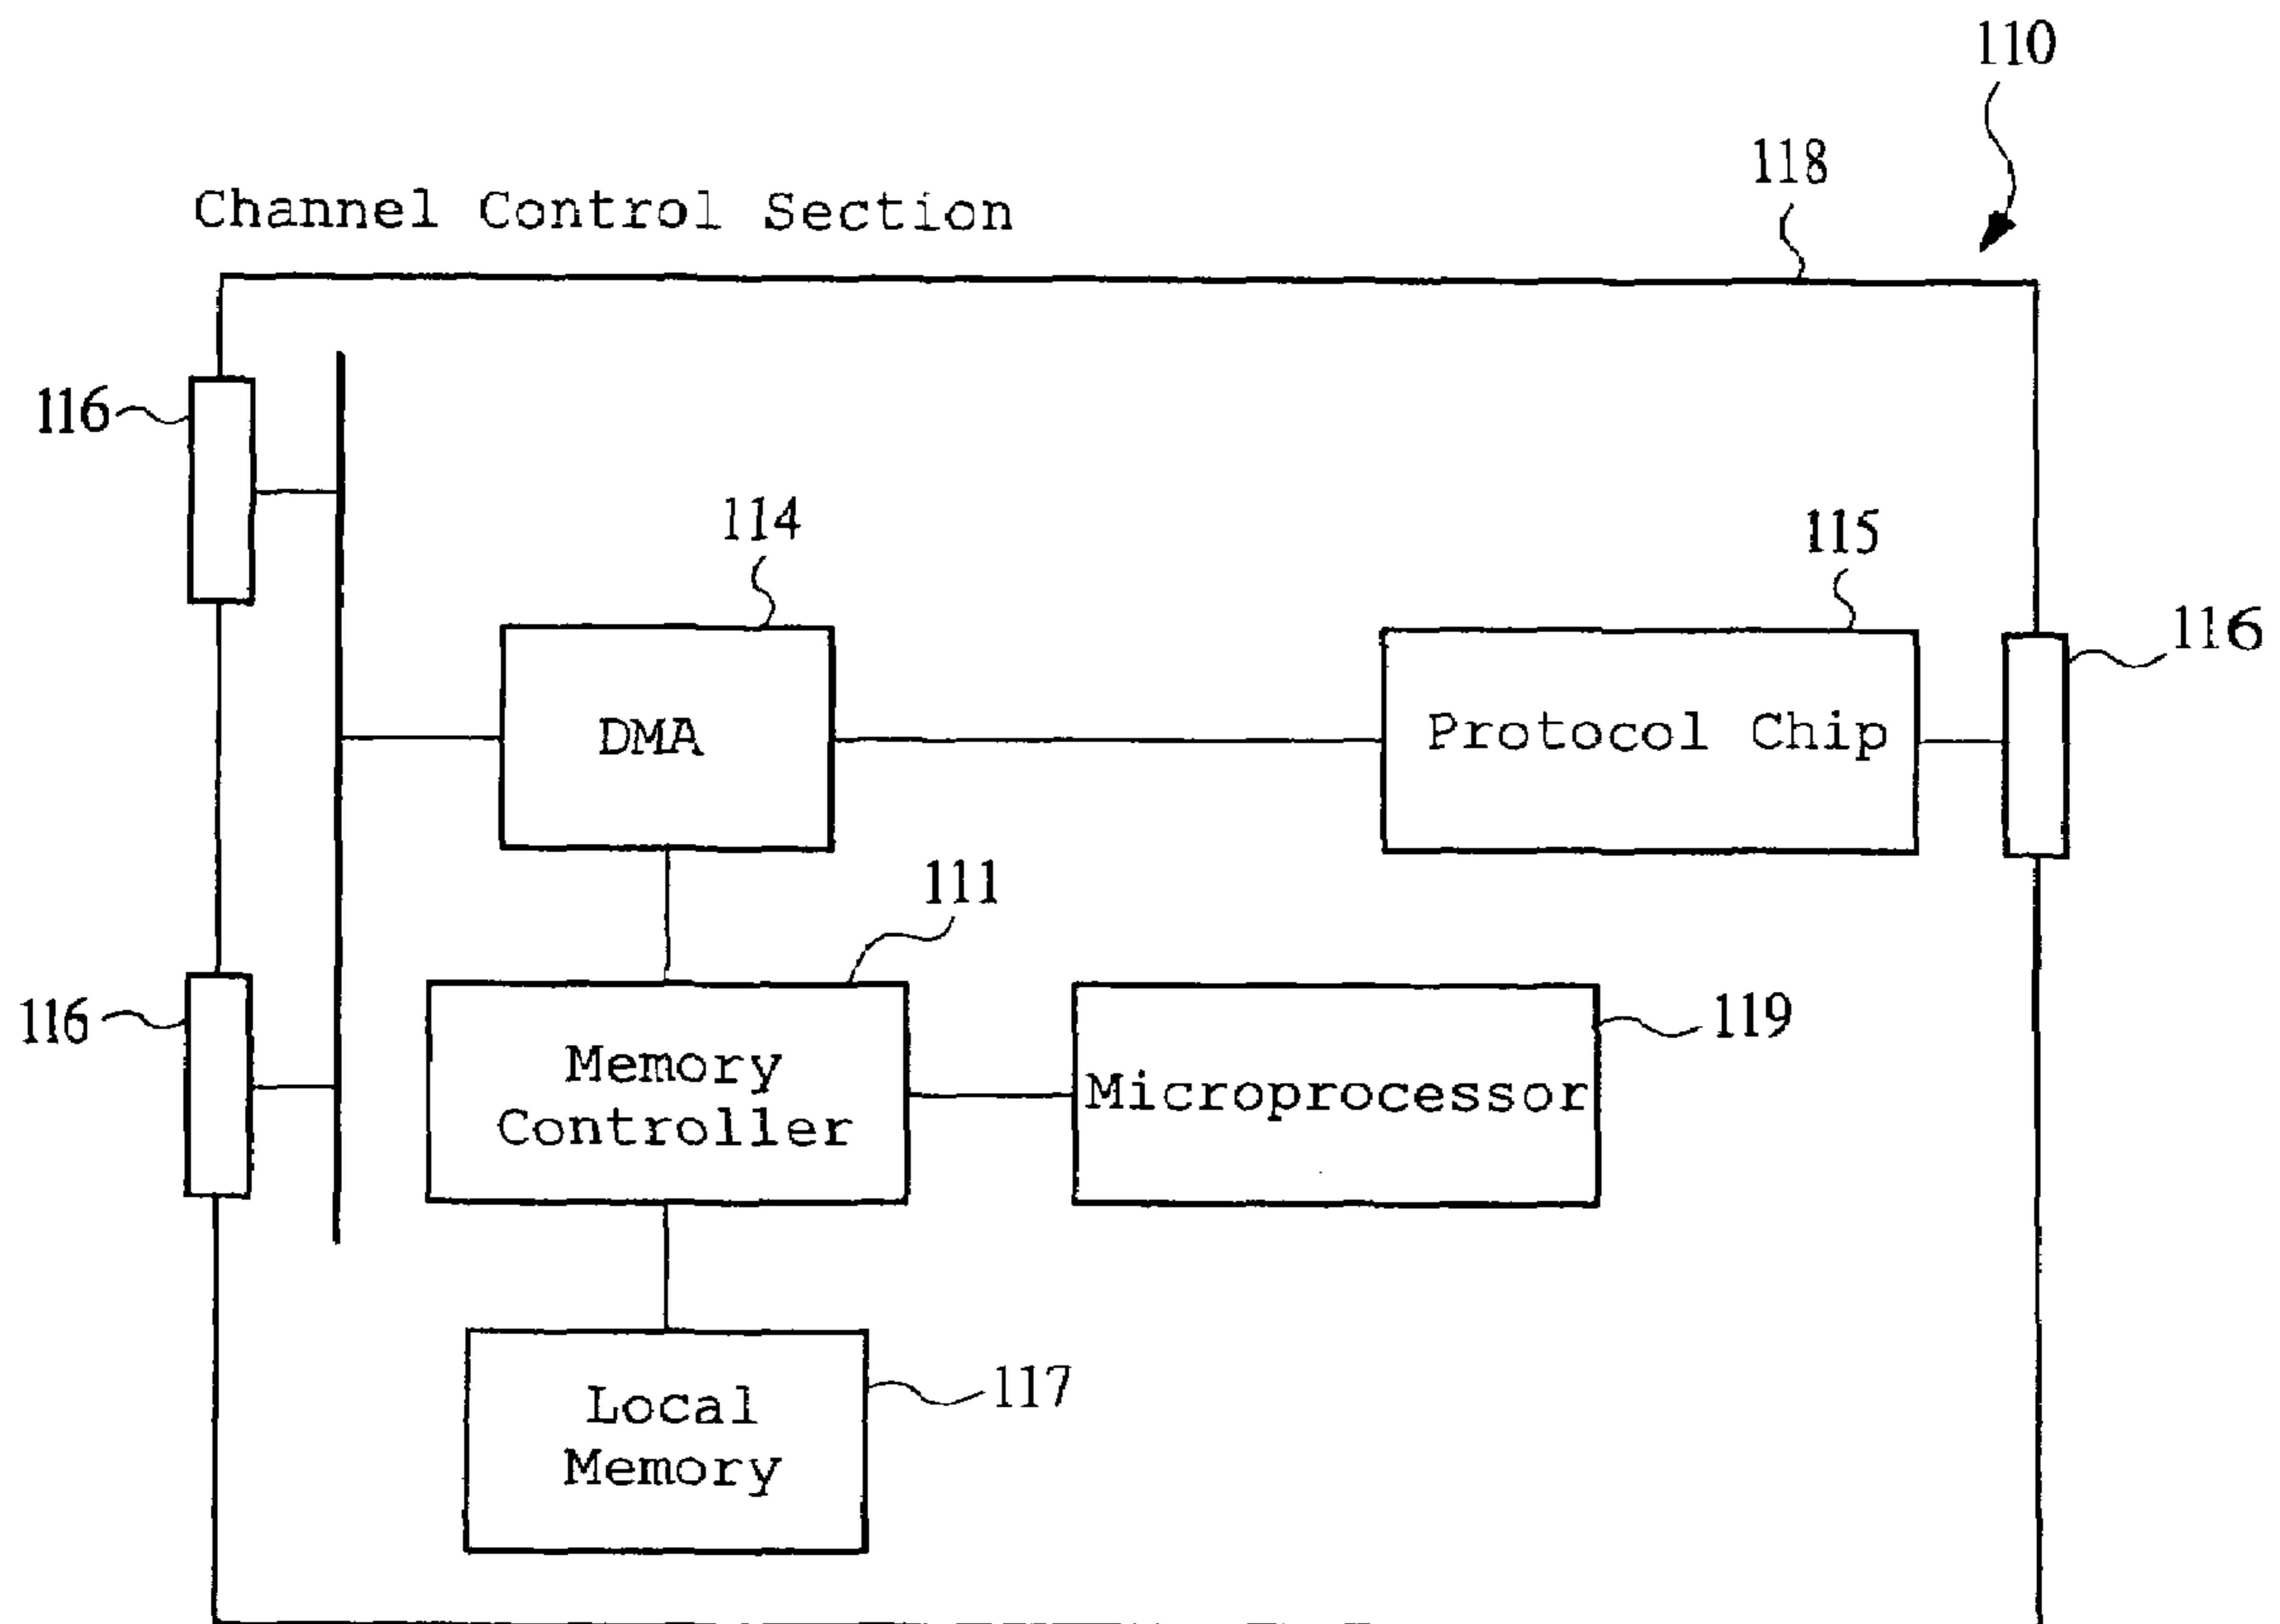 110
118
Channel Control Section
116
114
115
116
DMA
Protocol Chip
111
116
119
Memory
Controller
Microprocessor
117
Local
Memory